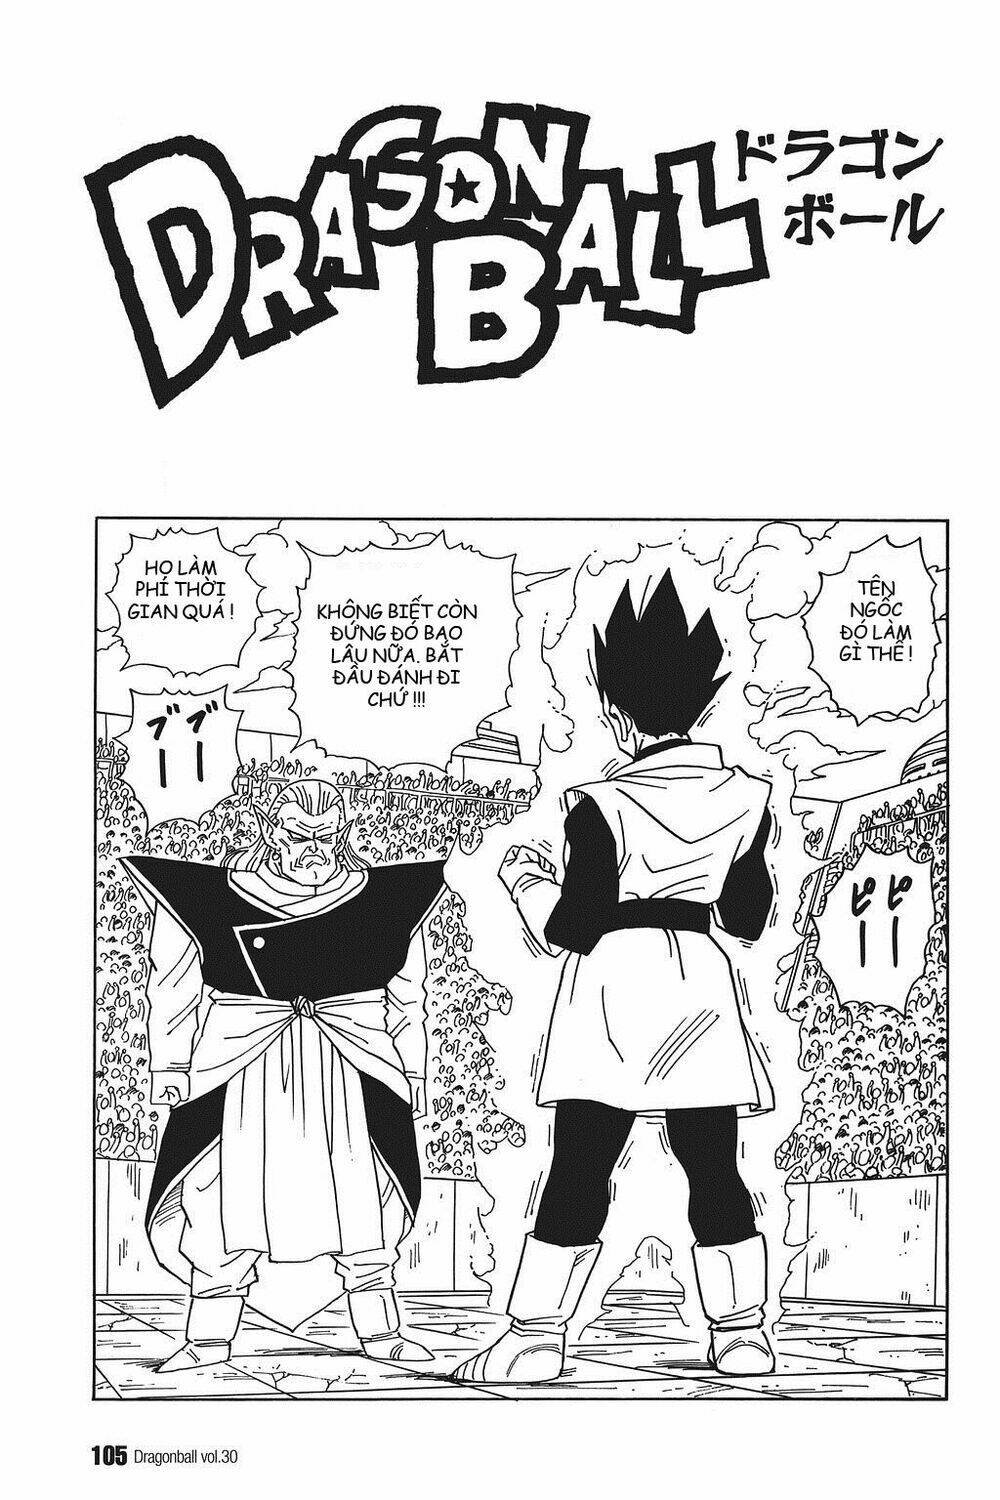 DRAGON BALL
ドラゴン
ボール
HỌ LÀM
PHÍ THỜI
GIAN QUÁ !
KHÔNG BIẾT CÒN
ĐỨNG ĐÓ BAO
LÂU NỮA. BẮT
ĐẦU ĐÁNH ĐI
CHỨ !!!
TÊN
NGỐC
ĐÓ LÀM
GÌ THẾ !
ブーブー
ピーピー
105 Dragonball vol.30